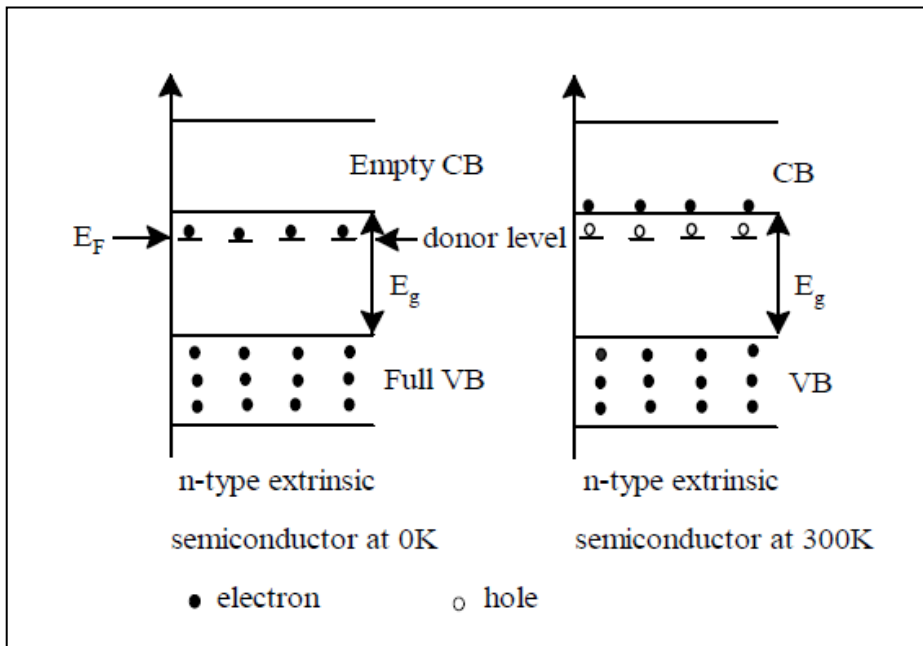 Empty CB
E_F
donor level
E_g
Full VB
n-type extrinsic
semiconductor at 0K
CB
E_g
VB
n-type extrinsic
semiconductor at 300K
electron
hole